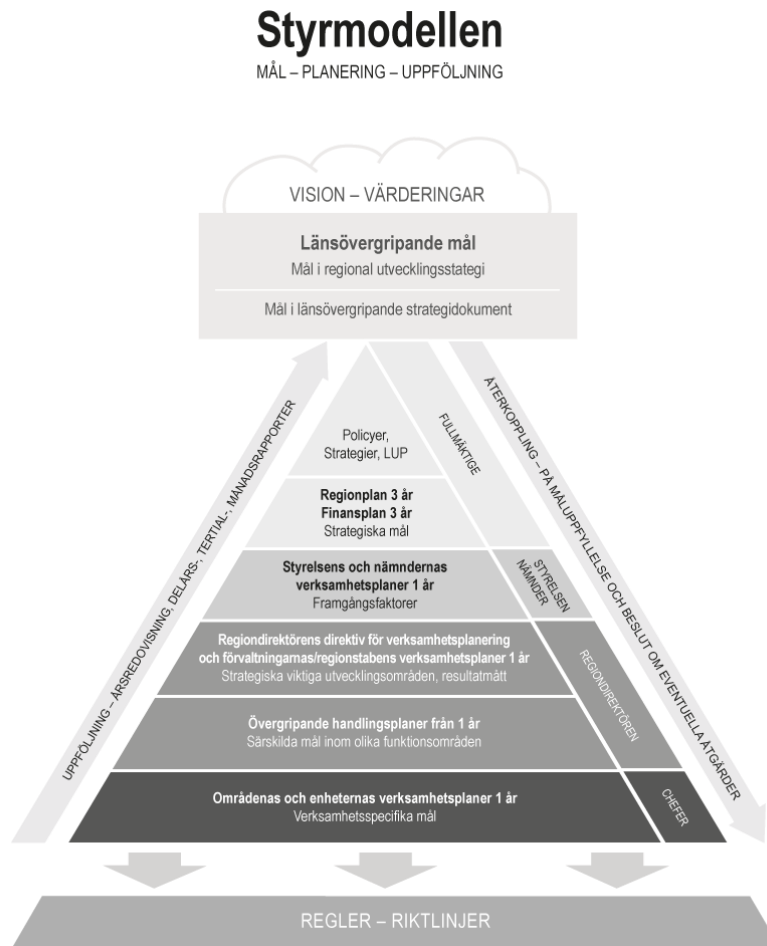 Styrmodellen
MÅL – PLANERING – UPPFÖLJNING
VISION – VÄRDERINGAR
Länsövergripande mål
Mål i regional utvecklingsstategi
Mål i länsövergripande strategidokument
UPPFÖLJNING – ÅRSREDOVISNING, DELÅRS-, TERTIAL-, MÅNADSRAPPORTER
Policyer,
Strategier, LUP
FULLMÄKTIGE
Regionplan 3 år
Finansplan 3 år
Strategiska mål
Styrelsens och nämndernas
verksamhetsplaner 1 år
Framgångsfaktorer
STYRELSEN
NÄMNDER
Regiondirektörens direktiv för verksamhetsplanering
och förvaltningarnas/regionstabens verksamhetsplaner 1 år
Strategiska viktiga utvecklingsområden, resultatmått
REGIONDIREKTÖREN
Övergripande handlingsplaner från 1 år
Särskilda mål inom olika funktionsområden
Områdenas och enheternas verksamhetsplaner 1 år
Verksamhetsspecifika mål
CHEFER
ÅTERKOPPLING – PÅ MÅLUPPFYLLELSE OCH BESLUT OM EVENTUELLA ÅTGÄRDER
REGLER – RIKTLINJER